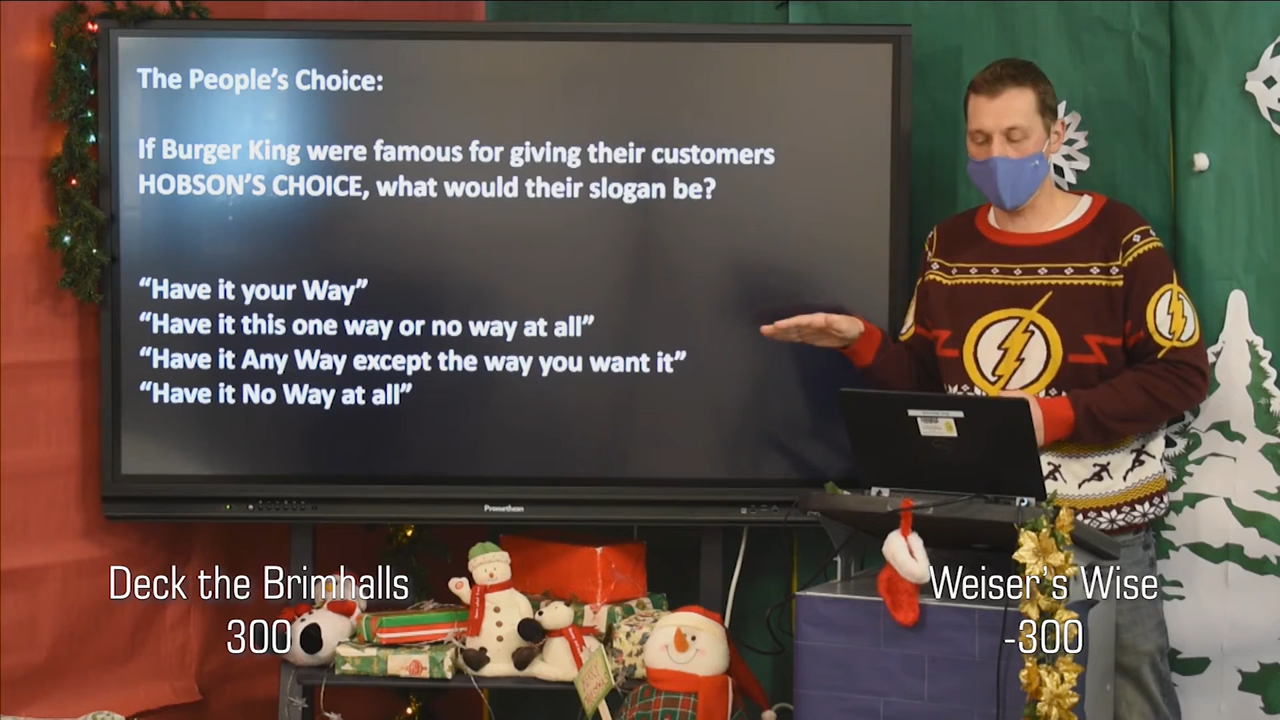 The People's Choice:
If Burger King were famous for giving their customers
HOBSON'S CHOICE, what would their slogan be?
“Have it your Way”
“Have it this one way or no way at all”
“Have it Any Way except the way you want it”
“Have it No Way at all”
Promethean
Deck the Brimhalls
300
Weiser's Wise
-300